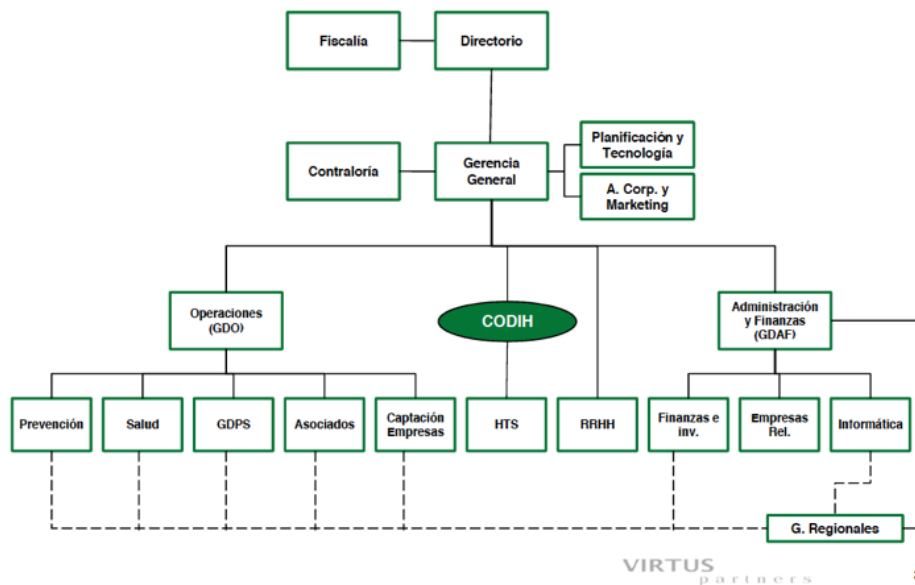 Fiscalía
Directorio
Contraloría
Gerencia
General
Planificación y
Tecnología
A. Corp. y
Marketing
Operaciones
(GDO)
CODIH
Administración
y Finanzas
(GDAF)
Prevención
Salud
GDPS
Asociados
Captación
Empresas
HTS
RRHH
Finanzas e
inv.
Empresas
Rel.
Informática
G. Regionales
VIRTUS
partners